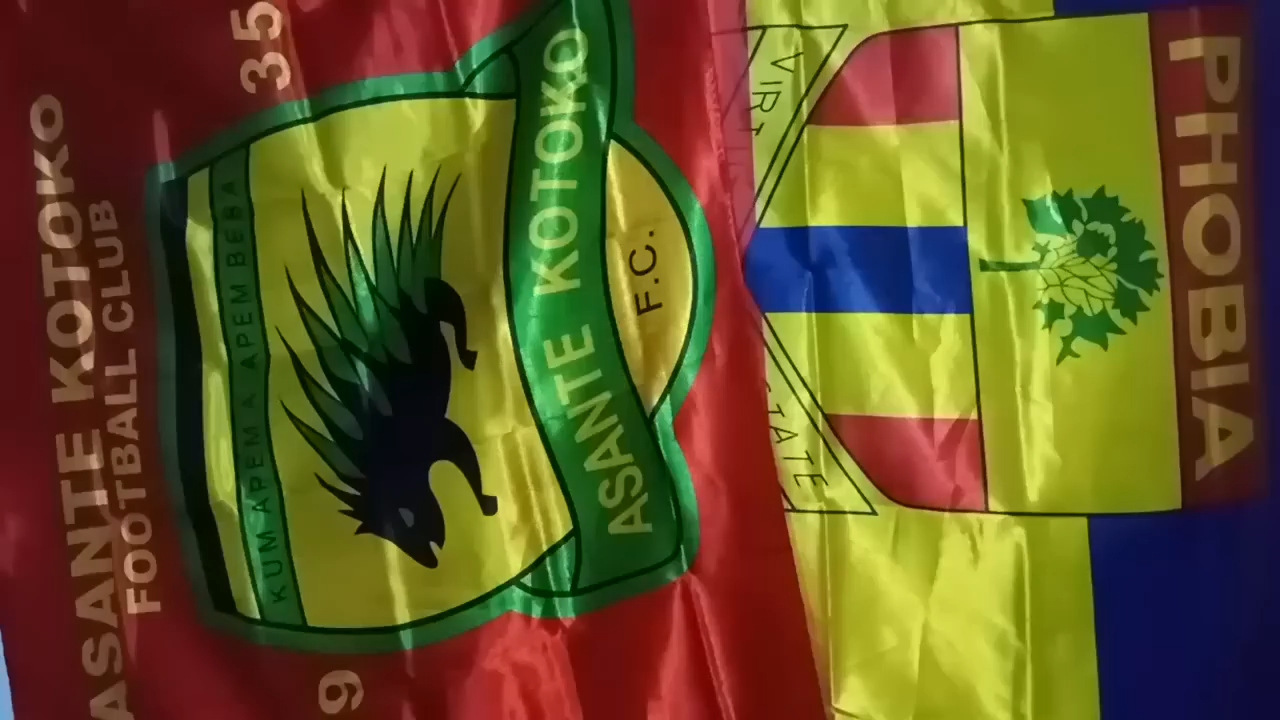 PHOBIA
VIRT
STATE
F.C.
ASANTE KOTOKO
KUM APEM A APEM BEBA
9 35
FOOTBALL CLUB
ASANTE KOTOKO